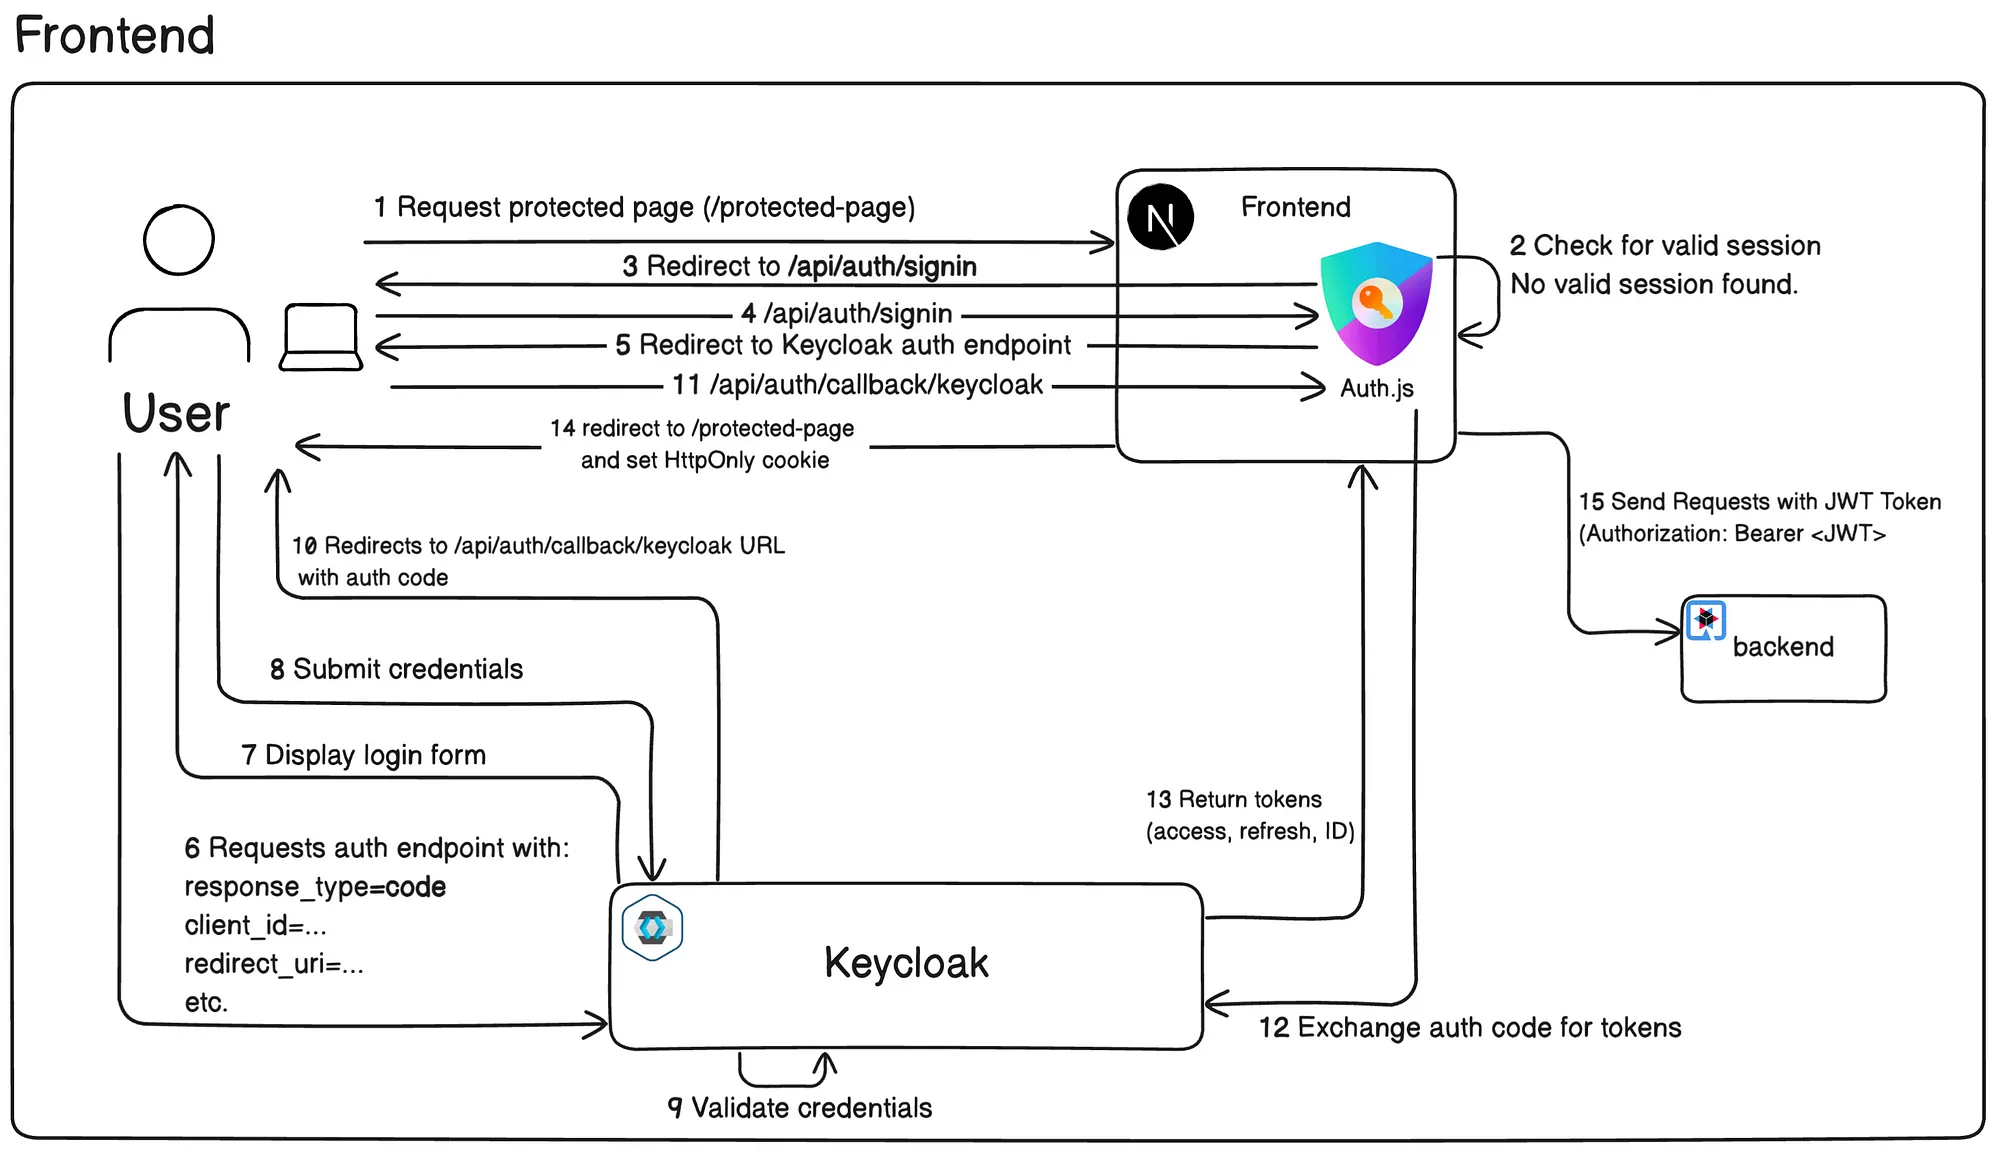 Frontend
1 Request protected page (/protected-page)
Frontend
2 Check for valid session
No valid session found.
3 Redirect to /api/auth/signin
4 /api/auth/signin
5 Redirect to Keycloak auth endpoint
11 /api/auth/callback/keycloak
Auth.js
User
14 redirect to /protected-page
and set HttpOnly cookie
15 Send Requests with JWT Token
(Authorization: Bearer <JWT>
10 Redirects to /api/auth/callback/keycloak URL
with auth code
backend
8 Submit credentials
7 Display login form
13 Return tokens
(access, refresh, ID)
6 Requests auth endpoint with:
response_type=code
client_id=...
redirect_uri=...
etc.
Keycloak
12 Exchange auth code for tokens
9 Validate credentials